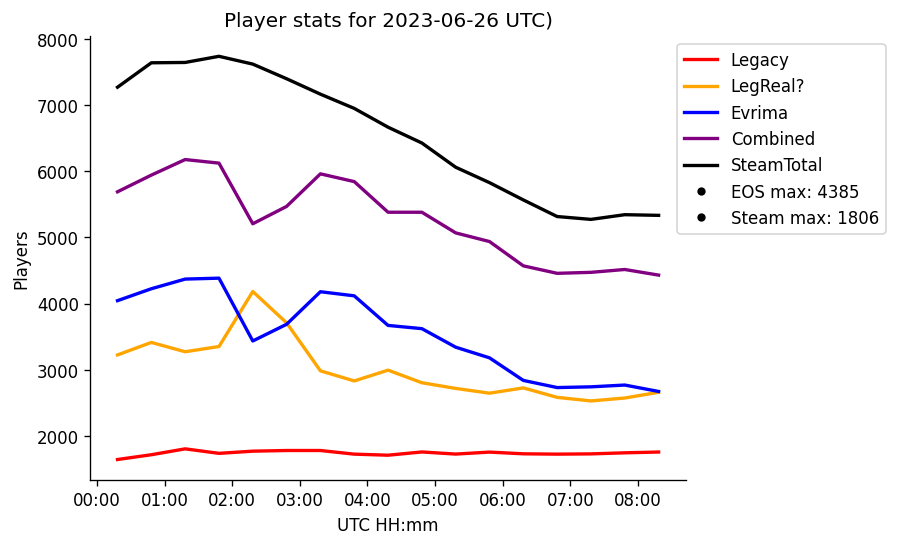 Player stats for 2023-06-26 UTC)
8000
7000
6000
5000
4000
3000
2000
Players
00:00 01:00 02:00 03:00 04:00 05:00 06:00 07:00 08:00
UTC HH:mm
Legacy
LegReal?
Evrima
Combined
SteamTotal
EOS max: 4385
Steam max: 1806